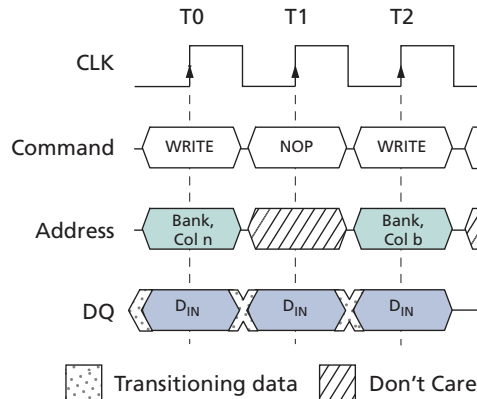 T0 T1 T2
CLK
Command WRITE NOP WRITE
Address Bank, Col n Bank, Col b
DQ DIN DIN DIN
Transitioning data Don't Care